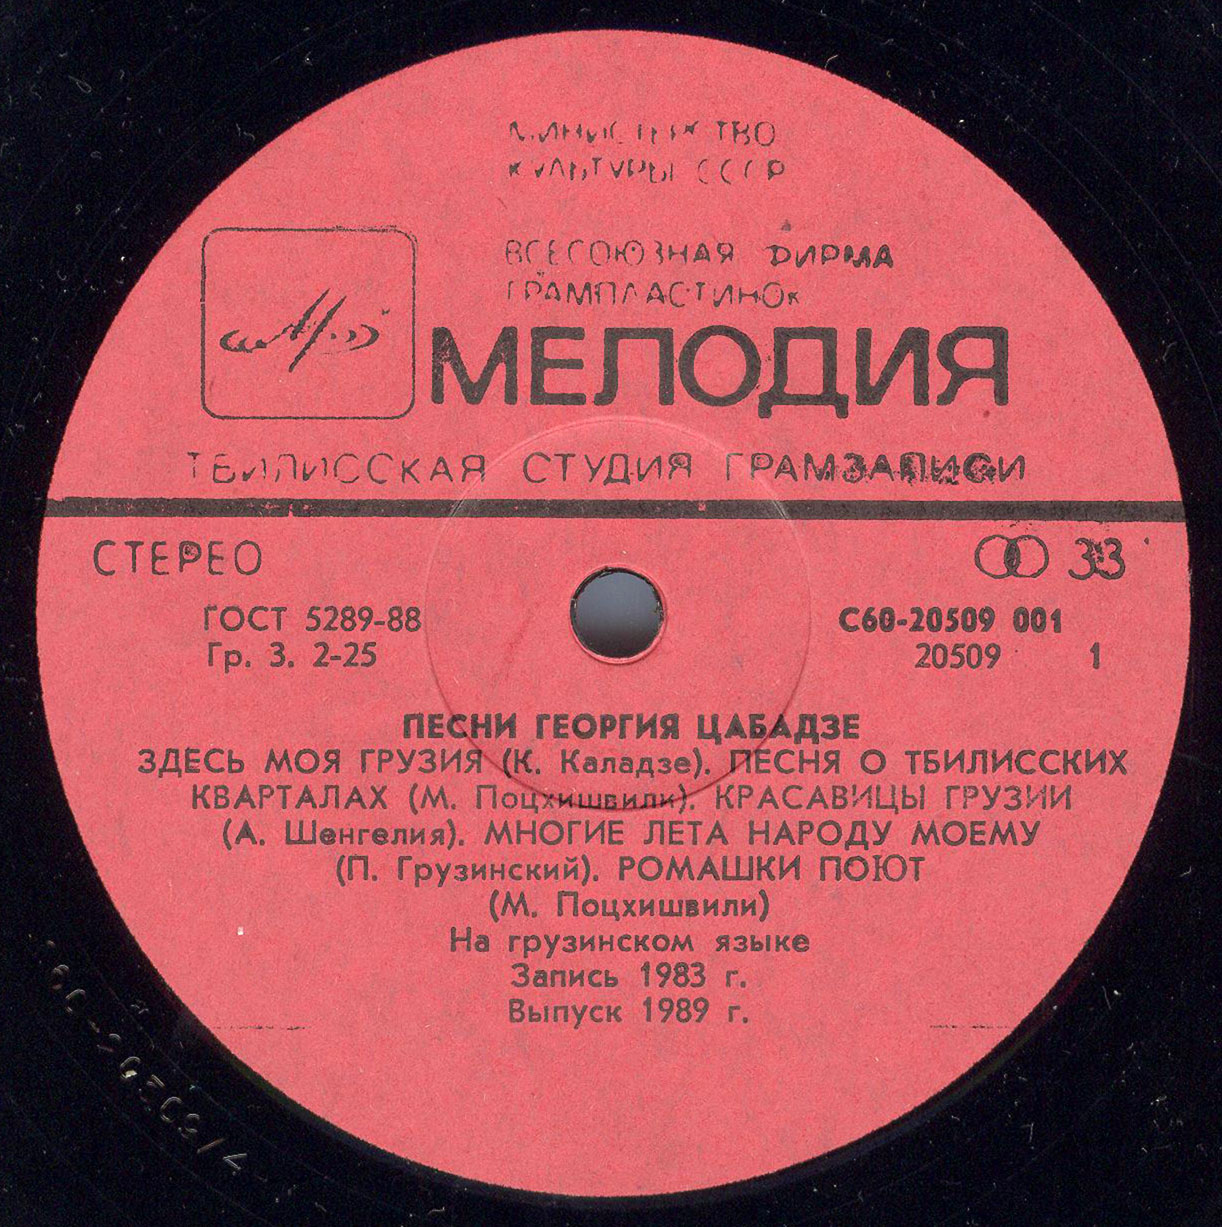 МИНИСТЕРСТВО
КУЛЬТУРЫ СССР
ВСЕСОЮЗНАЯ ФИРМА
ГРАМПЛАСТИНОК
МЕЛОДИЯ
ТБИЛИССКАЯ СТУДИЯ ГРАМЗАПИСИ
СТЕРЕО 33
ГОСТ 5289-88 С60-20509 001
Гр. 3. 2-25 20509 1
ПЕСНИ ГЕОРГИЯ ЦАБАДЗЕ
ЗДЕСЬ МОЯ ГРУЗИЯ (К. Каладзе). ПЕСНЯ О ТБИЛИССКИХ
КВАРТАЛАХ (М. Поцхишвили). КРАСАВИЦЫ ГРУЗИИ
(А. Шенгелия). МНОГИЕ ЛЕТА НАРОДУ МОЕМУ
(П. Грузинский). РОМАШКИ ПОЮТ
(М. Поцхишвили)
На грузинском языке
Запись 1983 г.
Выпуск 1989 г.